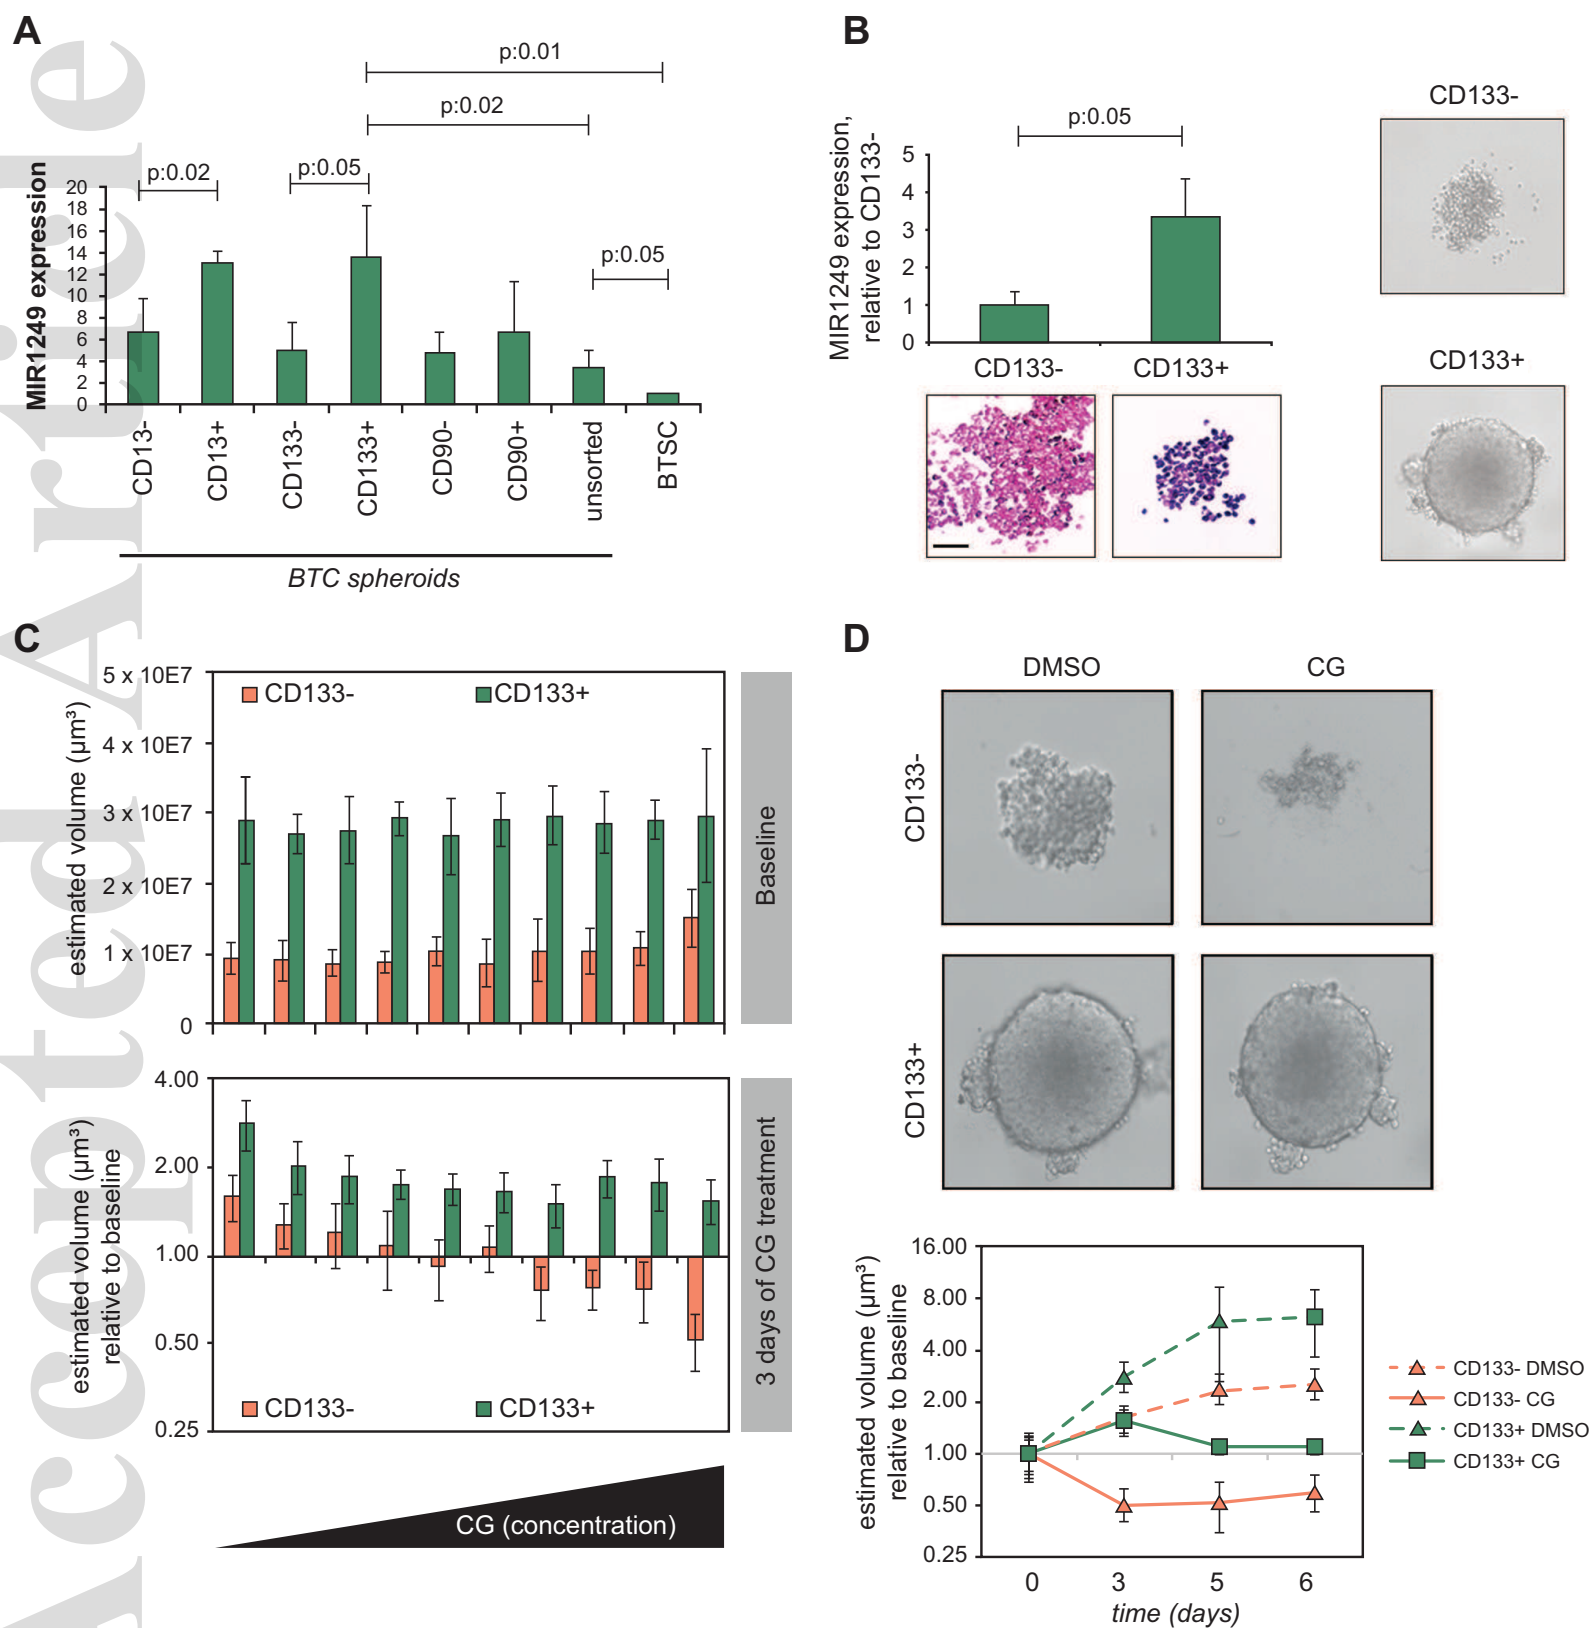 Accepted Article
A
p:0.01
p:0.02
p:0.02
p:0.05
p:0.05
MIR1249 expression
20
18
16
14
12
10
8
6
4
2
0
CD13-
CD13+
CD133-
CD133+
CD90-
CD90+
unsorted
BTSC
BTC spheroids
B
p:0.05
MIR1249 expression,
relative to CD133-
5
4
3
2
1
0
CD133-
CD133+
CD133-
CD133+
C
estimated volume (µm³)
5 x 10E7
4 x 10E7
3 x 10E7
2 x 10E7
1 x 10E7
0
CD133-
CD133+
Baseline
estimated volume (µm³)
relative to baseline
4.00
2.00
1.00
0.50
0.25
CD133-
CD133+
3 days of CG treatment
CG (concentration)
D
DMSO
CG
CD133-
CD133+
estimated volume (µm³)
relative to baseline
16.00
8.00
4.00
2.00
1.00
0.50
0.25
0
3
5
6
time (days)
CD133- DMSO
CD133- CG
CD133+ DMSO
CD133+ CG